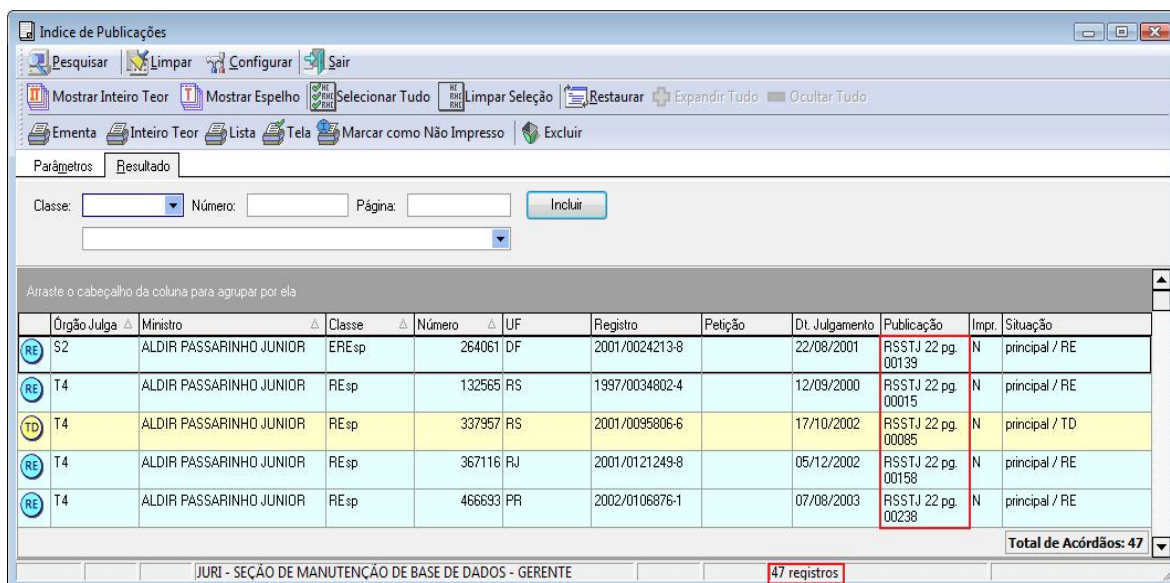 Indice de Publicações
Pesquisar Limpar Configurar Sair
Mostrar Inteiro Teor Mostrar Espelho Selecionar Tudo Limpar Seleção Restaurar Expandir Tudo Ocultar Tudo
Ementa Inteiro Teor Lista Tela Marcar como Não Impresso Excluir
Parâmetros Resultado
Classe: Número: Página: Incluir
Arraste o cabeçalho da coluna para agrupar por ela
Órgão Julga Ministro Classe Número UF Registro Petição Dt. Julgamento Publicação Impr. Situação
RE S2 ALDIR PASSARINHO JUNIOR EREsp 264061 DF 2001/0024213-8 22/08/2001 RSSTJ 22 pg. N principal / RE
00139
RE T4 ALDIR PASSARINHO JUNIOR REsp 132565 RS 1997/0034802-4 12/09/2000 RSSTJ 22 pg. N principal / RE
00015
TD T4 ALDIR PASSARINHO JUNIOR REsp 337957 RS 2001/0095806-6 17/10/2002 RSSTJ 22 pg. N principal / TD
00085
RE T4 ALDIR PASSARINHO JUNIOR REsp 367116 RJ 2001/0121249-8 05/12/2002 RSSTJ 22 pg. N principal / RE
00158
RE T4 ALDIR PASSARINHO JUNIOR REsp 466693 PR 2002/0106876-1 07/08/2003 RSSTJ 22 pg. N principal / RE
00238
Total de Acórdãos: 47
JURI - SEÇÃO DE MANUTENÇÃO DE BASE DE DADOS - GERENTE 47 registros